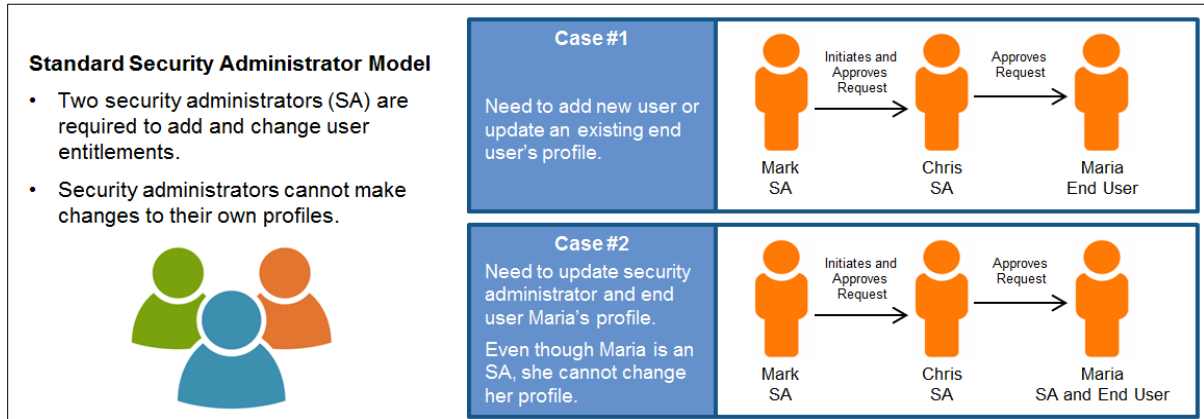 Standard Security Administrator Model
• Two security administrators (SA) are
required to add and change user
entitlements.
• Security administrators cannot make
changes to their own profiles.
Case #1
Need to add new user or
update an existing end
user's profile.
Initiates and
Approves
Request
Approves
Request
Mark
SA
Chris
SA
Maria
End User
Case #2
Need to update security
administrator and end
user Maria's profile.
Even though Maria is an
SA, she cannot change
her profile.
Initiates and
Approves
Request
Approves
Request
Mark
SA
Chris
SA
Maria
SA and End User